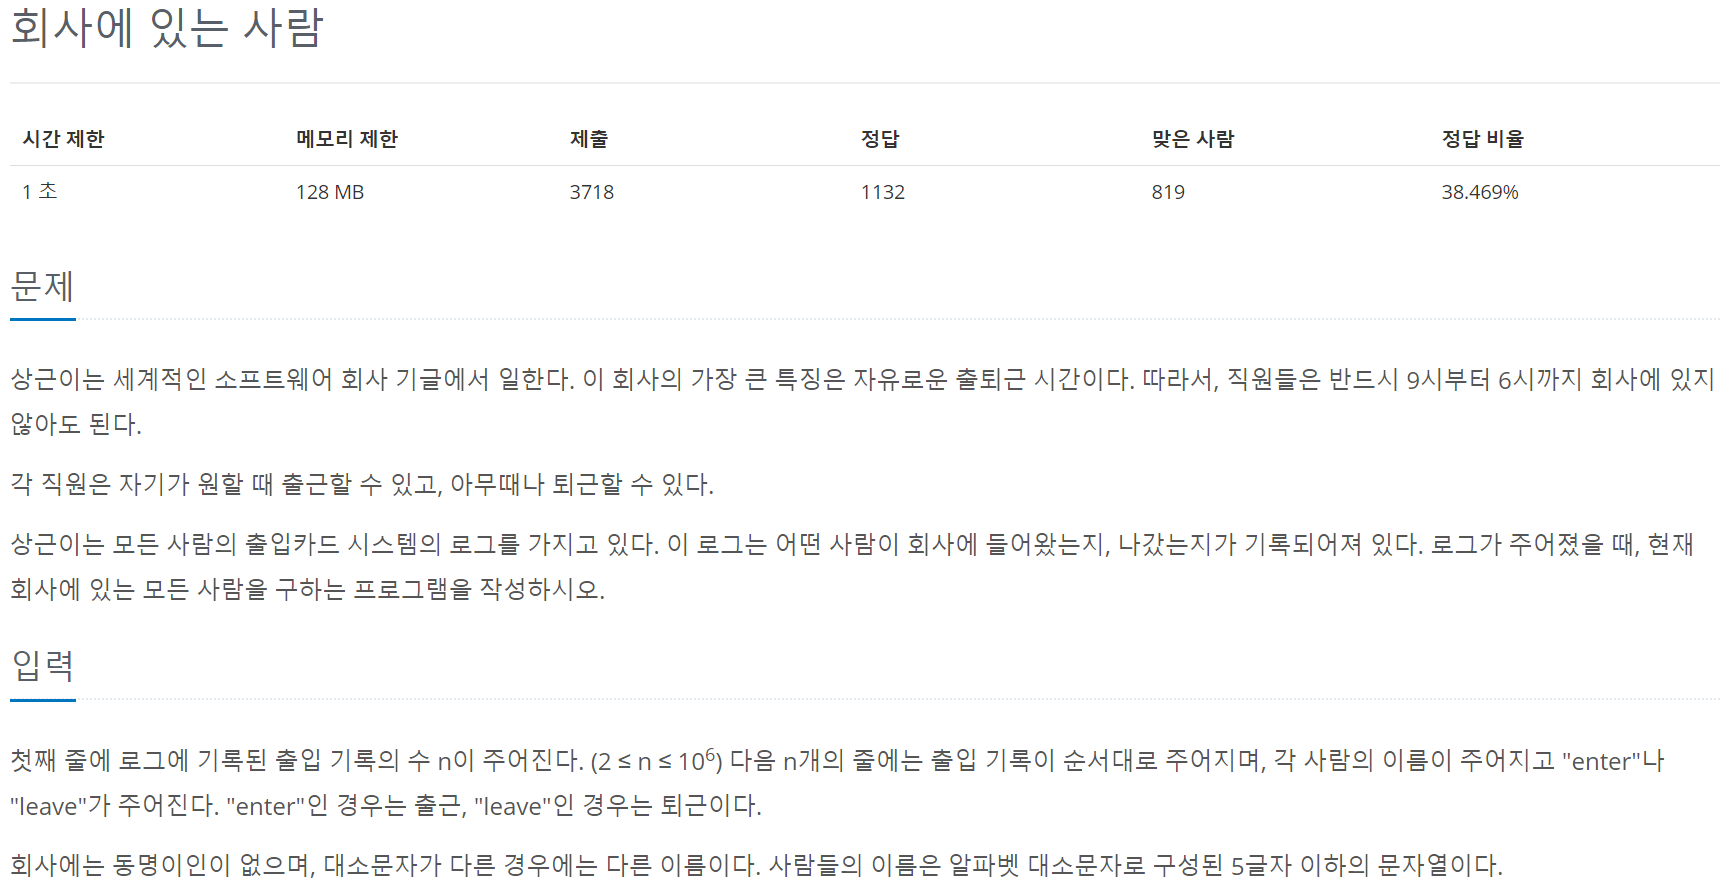 회사에 있는 사람
시간 제한 메모리 제한 제출 정답 맞은 사람 정답 비율
1 초 128 MB 3718 1132 819 38.469%
문제
상근이는 세계적인 소프트웨어 회사 기글에서 일한다. 이 회사의 가장 큰 특징은 자유로운 출퇴근 시간이다. 따라서, 직원들은 반드시 9시부터 6시까지 회사에 있지
않아도 된다.
각 직원은 자기가 원할 때 출근할 수 있고, 아무때나 퇴근할 수 있다.
상근이는 모든 사람의 출입카드 시스템의 로그를 가지고 있다. 이 로그는 어떤 사람이 회사에 들어왔는지, 나갔는지가 기록되어져 있다. 로그가 주어졌을 때, 현재
회사에 있는 모든 사람을 구하는 프로그램을 작성하시오.
입력
첫째 줄에 로그에 기록된 출입 기록의 수 n이 주어진다. (2 ≤ n ≤ 10⁶) 다음 n개의 줄에는 출입 기록이 순서대로 주어지며, 각 사람의 이름이 주어지고 "enter"나
"leave"가 주어진다. "enter"인 경우는 출근, "leave"인 경우는 퇴근이다.
회사에는 동명이인이 없으며, 대소문자가 다른 경우에는 다른 이름이다. 사람들의 이름은 알파벳 대소문자로 구성된 5글자 이하의 문자열이다.